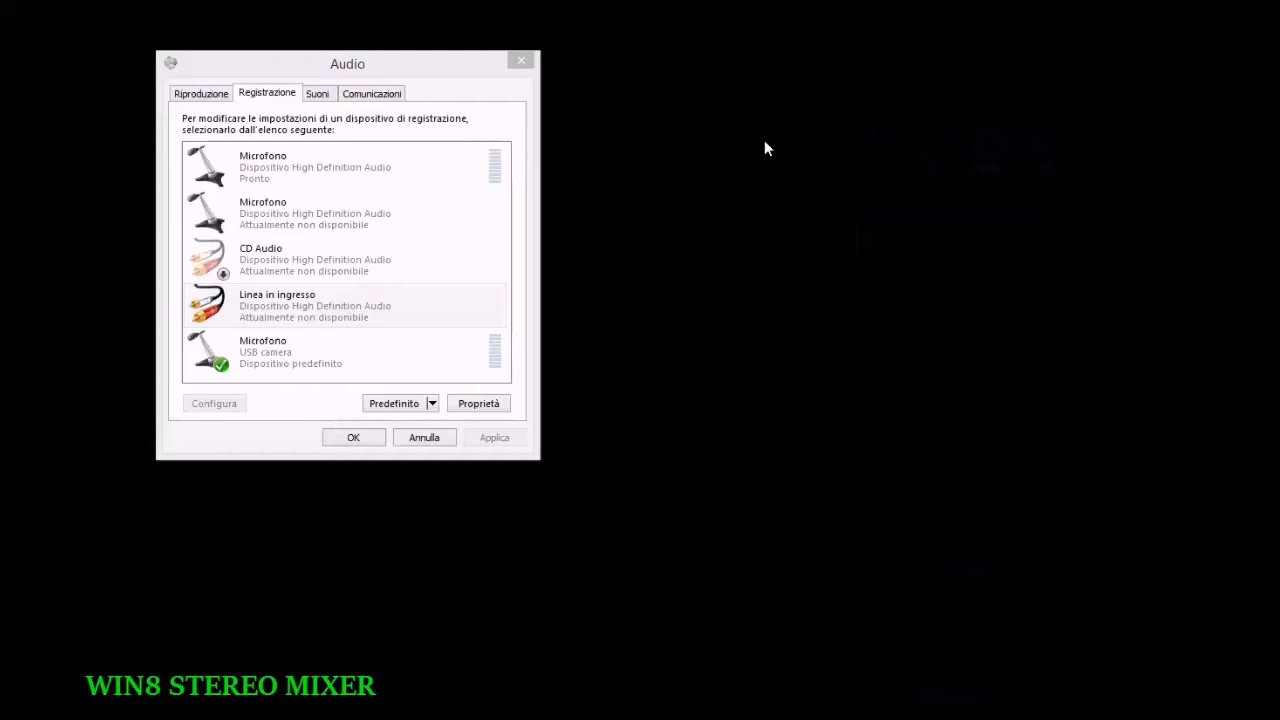 Audio
Riproduzione
Registrazione
Suoni
Comunicazioni
Per modificare le impostazioni di un dispositivo di registrazione,
selezionarlo dall'elenco seguente:
Microfono
Dispositivo High Definition Audio
Pronto
Microfono
Dispositivo High Definition Audio
Attualmente non disponibile
CD Audio
Dispositivo High Definition Audio
Attualmente non disponibile
Linea in ingresso
Dispositivo High Definition Audio
Attualmente non disponibile
Microfono
USB camera
Dispositivo predefinito
Configura
Predefinito
Proprietà
OK
Annulla
Applica
WIN8 STEREO MIXER